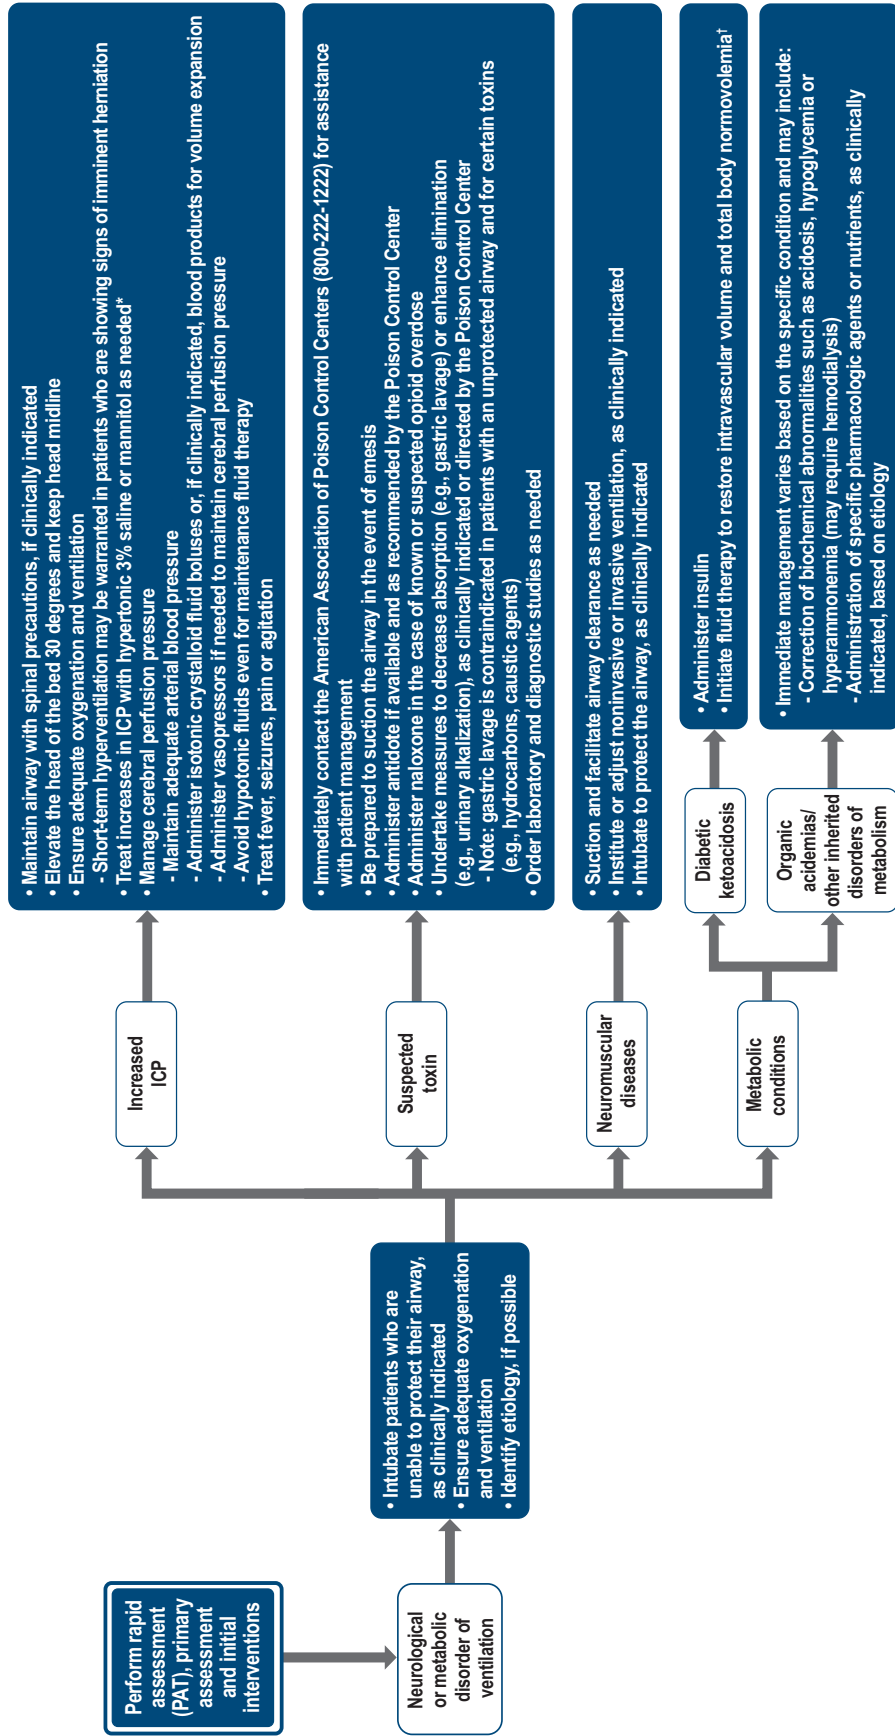 Perform rapid
assessment
(PAT), primary
assessment
and initial
interventions
Neurological
or metabolic
disorder of
ventilation
• Intubate patients who are
unable to protect their airway,
as clinically indicated
• Ensure adequate oxygenation
and ventilation
• Identify etiology, if possible
Increased
ICP
• Maintain airway with spinal precautions, if clinically indicated
• Elevate the head of the bed 30 degrees and keep head midline
• Ensure adequate oxygenation and ventilation
- Short-term hyperventilation may be warranted in patients who are showing signs of imminent herniation
• Treat increases in ICP with hypertonic 3% saline or mannitol as needed*
• Manage cerebral perfusion pressure
- Maintain adequate arterial blood pressure
- Administer isotonic crystalloid fluid boluses or, if clinically indicated, blood products for volume expansion
- Administer vasopressors if needed to maintain cerebral perfusion pressure
- Avoid hypotonic fluids even for maintenance fluid therapy
• Treat fever, seizures, pain or agitation
Suspected
toxin
• Immediately contact the American Association of Poison Control Centers (800-222-1222) for assistance
with patient management
• Be prepared to suction the airway in the event of emesis
• Administer antidote if available and as recommended by the Poison Control Center
• Administer naloxone in the case of known or suspected opioid overdose
• Undertake measures to decrease absorption (e.g., gastric lavage) or enhance elimination
(e.g., urinary alkalization), as clinically indicated or directed by the Poison Control Center
- Note: gastric lavage is contraindicated in patients with an unprotected airway and for certain toxins
(e.g., hydrocarbons, caustic agents)
• Order laboratory and diagnostic studies as needed
Neuromuscular
diseases
• Suction and facilitate airway clearance as needed
• Institute or adjust noninvasive or invasive ventilation, as clinically indicated
• Intubate to protect the airway, as clinically indicated
Metabolic
conditions
Diabetic
ketoacidosis
• Administer insulin
• Initiate fluid therapy to restore intravascular volume and total body normovolemia†
Organic
acidemias/
other inherited
disorders of
metabolism
• Immediate management varies based on the specific condition and may include:
- Correction of biochemical abnormalities such as acidosis, hypoglycemia or
hyperammonemia (may require hemodialysis)
- Administration of specific pharmacologic agents or nutrients, as clinically
indicated, based on etiology